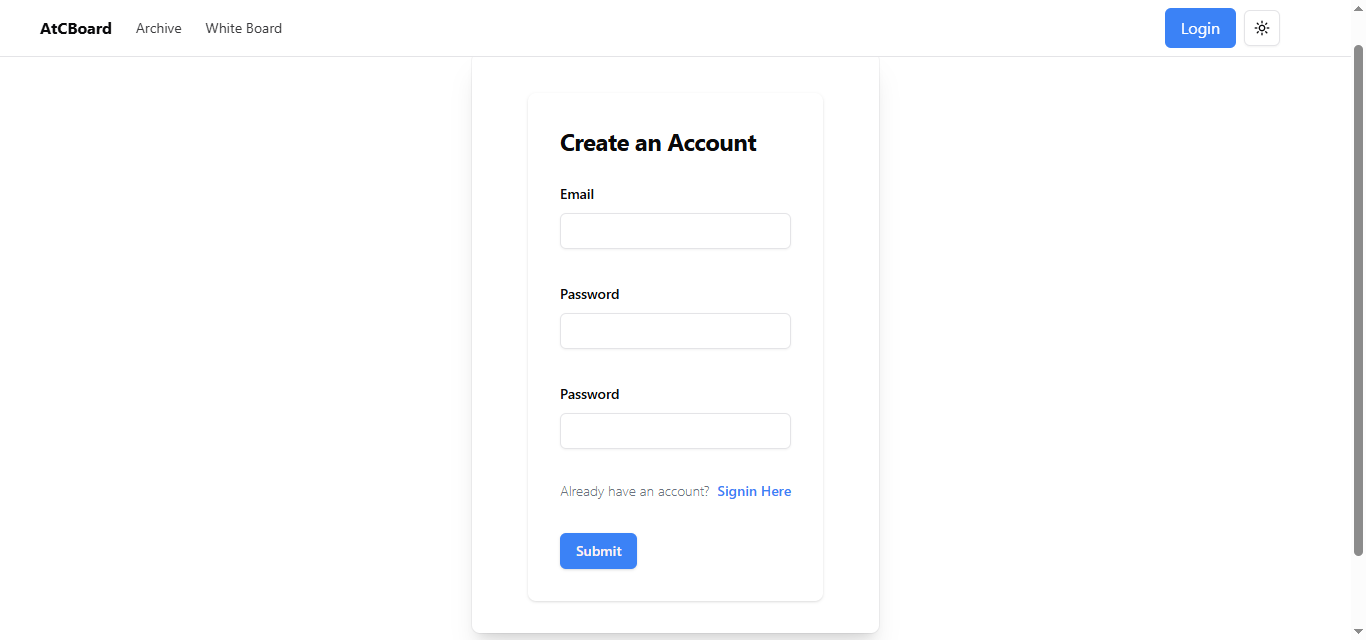 AtCBoard Archive White Board Login
Create an Account
Email
Password
Password
Already have an account? Signin Here
Submit